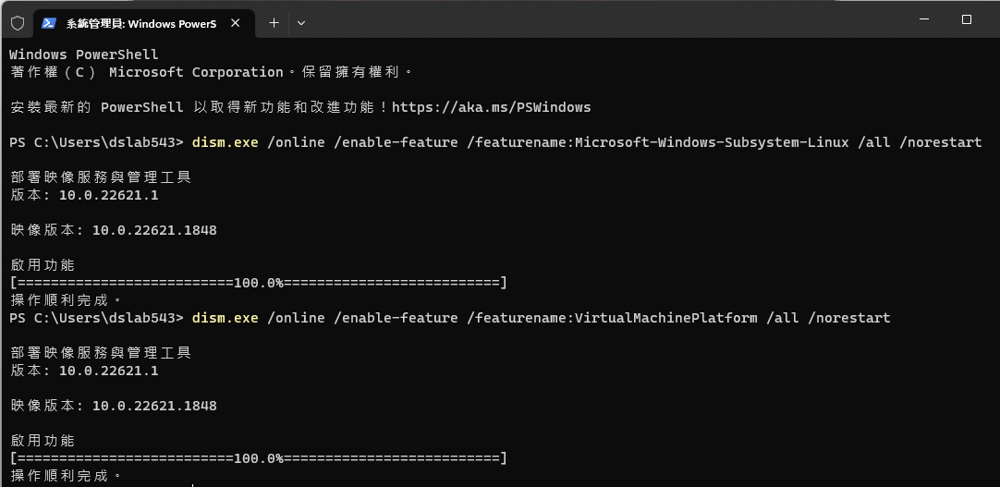 系統管理員: Windows PowerS
Windows PowerShell
著作權 (C) Microsoft Corporation。保留擁有權利。
安裝最新的 PowerShell 以取得新功能和改進功能！https://aka.ms/PSWindows
PS C:\Users\dslab543> dism.exe /online /enable-feature /featurename:Microsoft-Windows-Subsystem-Linux /all /norestart
部署映像服務與管理工具
版本: 10.0.22621.1
映像版本: 10.0.22621.1848
啟用功能
[==========================100.0%==========================]
操作順利完成。
PS C:\Users\dslab543> dism.exe /online /enable-feature /featurename:VirtualMachinePlatform /all /norestart
部署映像服務與管理工具
版本: 10.0.22621.1
映像版本: 10.0.22621.1848
啟用功能
[==========================100.0%==========================]
操作順利完成。